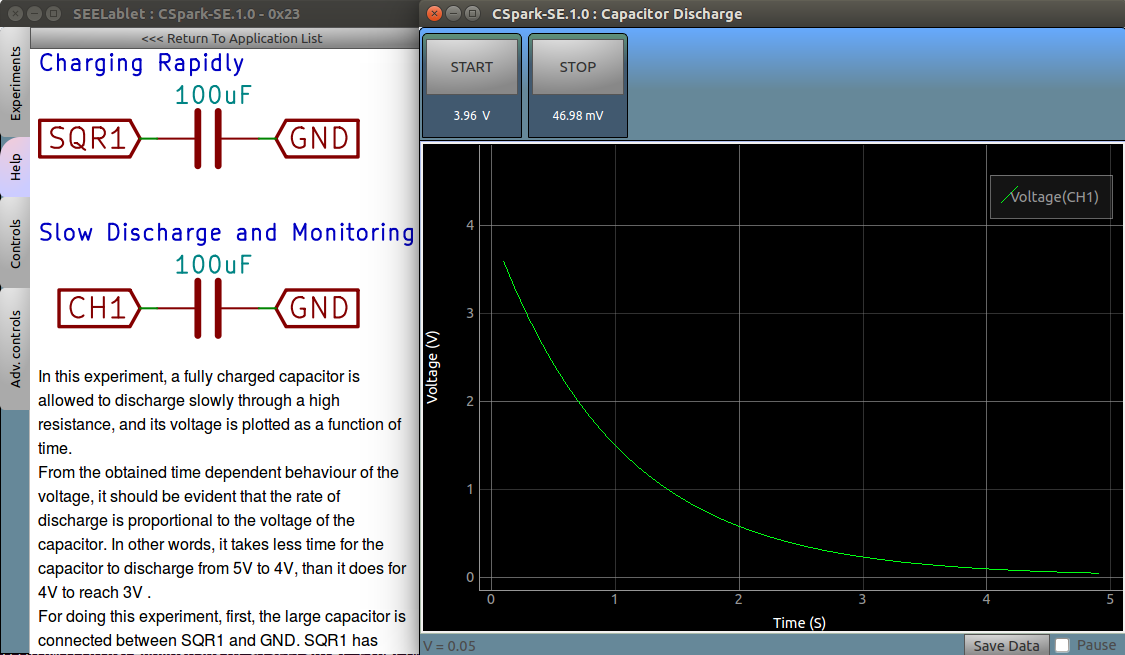 SEELablet : CSpark-SE.1.0 - 0x23
<<< Return To Application List
Experiments
Help
Controls
Adv. controls
Charging Rapidly
100uF
SQR1
GND
Slow Discharge and Monitoring
100uF
CH1
GND
In this experiment, a fully charged capacitor is
allowed to discharge slowly through a high
resistance, and its voltage is plotted as a function of
time.
From the obtained time dependent behaviour of the
voltage, it should be evident that the rate of
discharge is proportional to the voltage of the
capacitor. In other words, it takes less time for the
capacitor to discharge from 5V to 4V, than it does for
4V to reach 3V .
For doing this experiment, first, the large capacitor is
connected between SQR1 and GND. SQR1 has
CSpark-SE.1.0 : Capacitor Discharge
START
STOP
3.96 V
46.98 mV
Voltage(CH1)
Voltage (V)
4
3
2
1
0
0 1 2 3 4 5
Time (S)
V = 0.05
Save Data
Pause